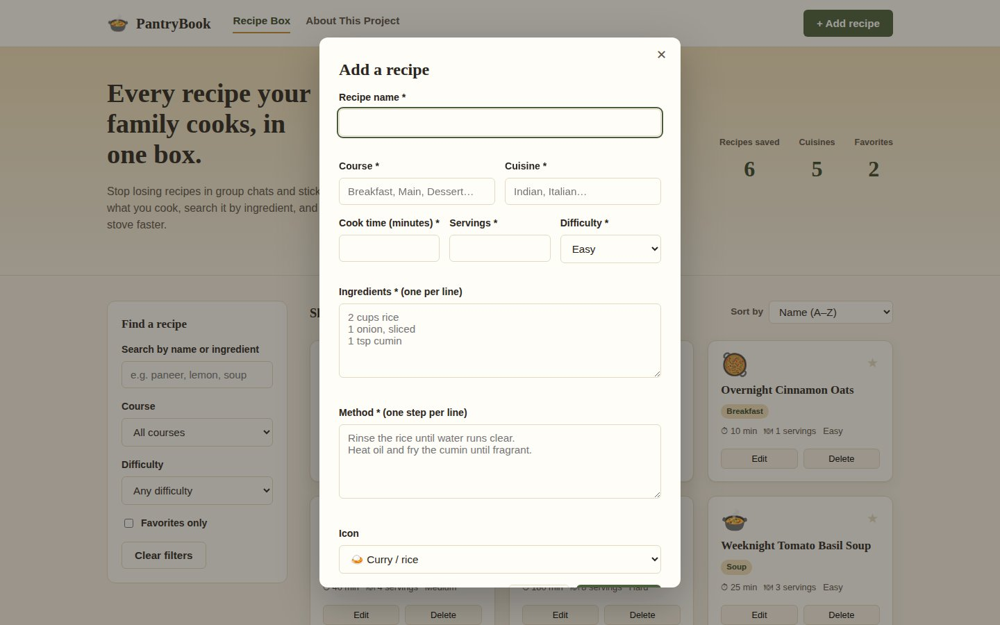 PantryBook
Recipe Box
About This Project
+ Add recipe
Every recipe your
family cooks, in
one box.
Stop losing recipes in group chats and stick
what you cook, search it by ingredient, and
stove faster.
Recipes saved
Cuisines
Favorites
6
5
2
✕
Add a recipe
Recipe name *
Course *
Cuisine *
Breakfast, Main, Dessert…
Indian, Italian…
Cook time (minutes) *
Servings *
Difficulty *
Easy
Ingredients * (one per line)
2 cups rice
1 onion, sliced
1 tsp cumin
Method * (one step per line)
Rinse the rice until water runs clear.
Heat oil and fry the cumin until fragrant.
Icon
🍛 Curry / rice
Find a recipe
Search by name or ingredient
e.g. paneer, lemon, soup
Course
All courses
Difficulty
Any difficulty
Favorites only
Clear filters
Sort by
Name (A–Z)
★
Overnight Cinnamon Oats
Breakfast
⏱ 10 min 🍽 1 servings Easy
Edit
Delete
★
Weeknight Tomato Basil Soup
Soup
⏱ 25 min 🍽 3 servings Easy
Edit
Delete
Edit
Delete
Edit
Delete